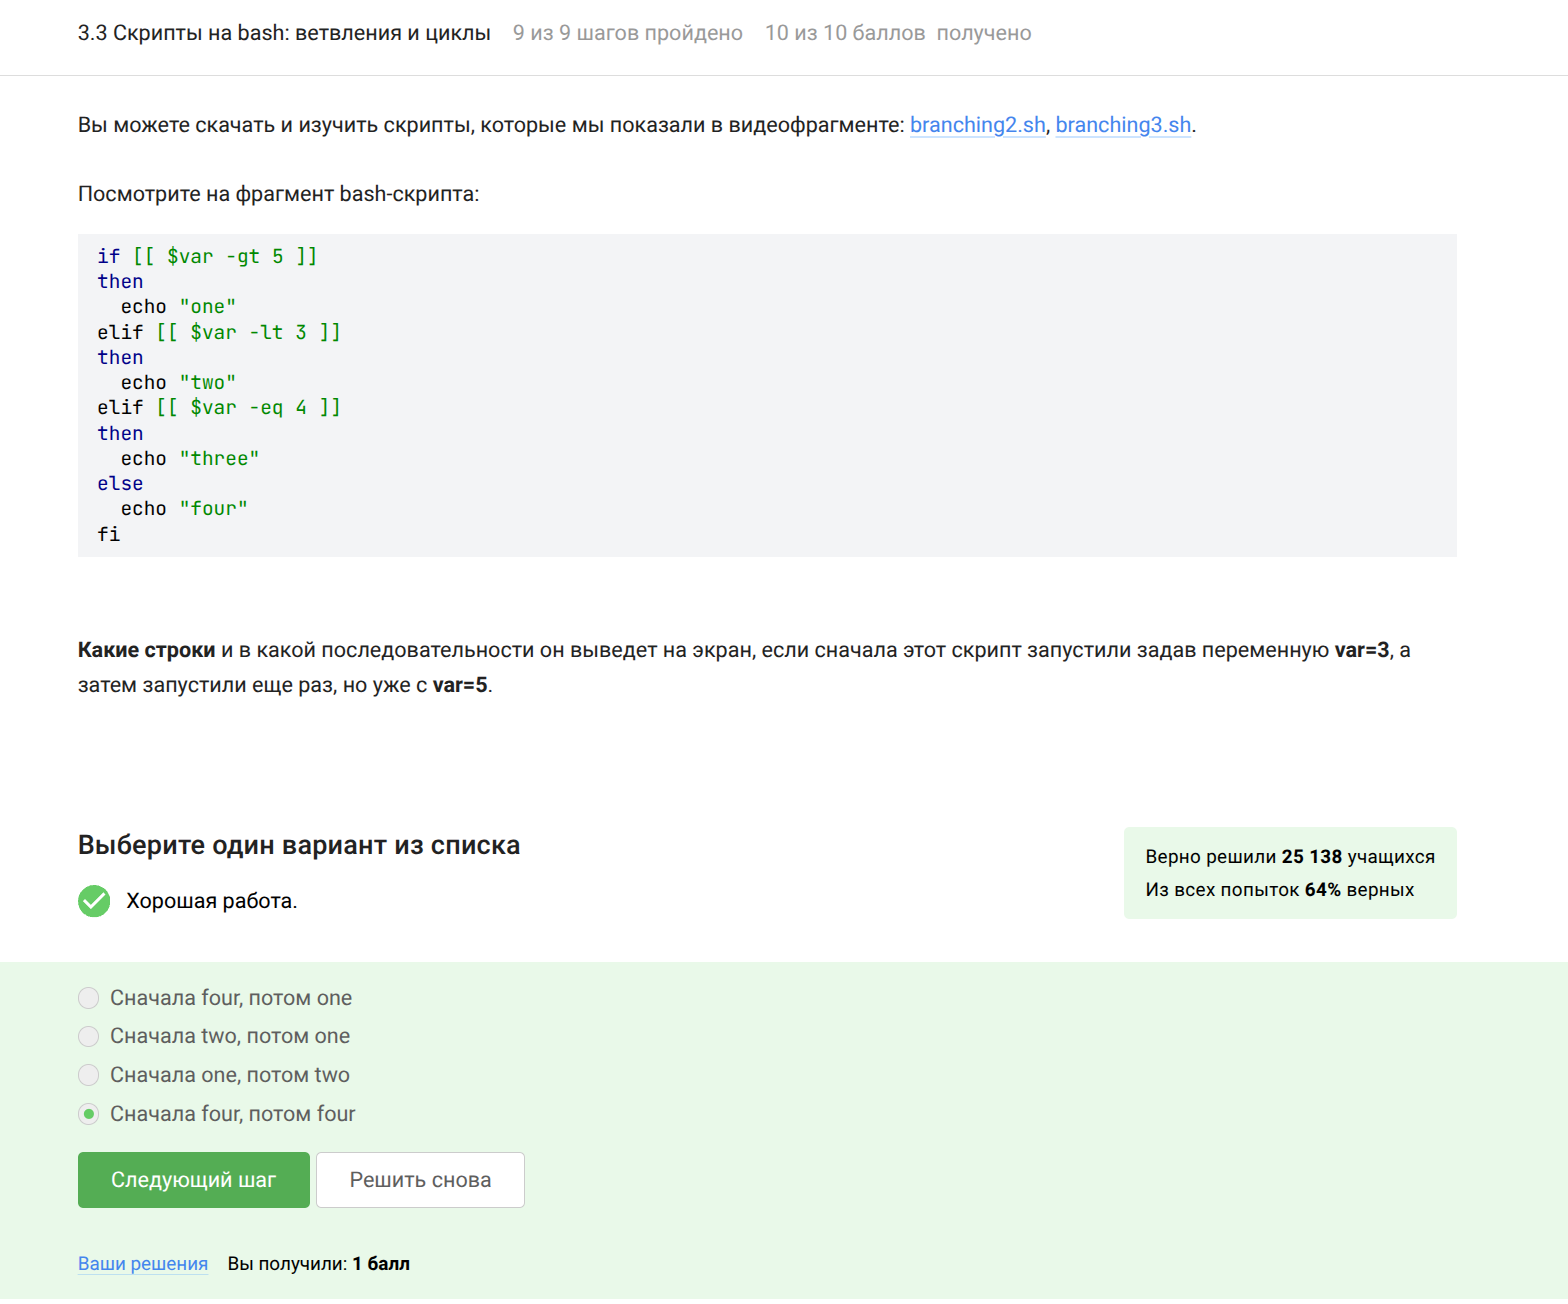 3.3 Скрипты на bash: ветвления и циклы 9 из 9 шагов пройдено 10 из 10 баллов получено
Вы можете скачать и изучить скрипты, которые мы показали в видеофрагменте: branching2.sh, branching3.sh.
Посмотрите на фрагмент bash-скрипта:
if [[ $var -gt 5 ]]
then
  echo "one"
elif [[ $var -lt 3 ]]
then
  echo "two"
elif [[ $var -eq 4 ]]
then
  echo "three"
else
  echo "four"
fi
Какие строки и в какой последовательности он выведет на экран, если сначала этот скрипт запустили задав переменную var=3, а
затем запустили еще раз, но уже с var=5.
Выберите один вариант из списка
Хорошая работа.
Верно решили 25 138 учащихся
Из всех попыток 64% верных
Сначала four, потом one
Сначала two, потом one
Сначала one, потом two
Сначала four, потом four
Следующий шаг
Решить снова
Ваши решения Вы получили: 1 балл